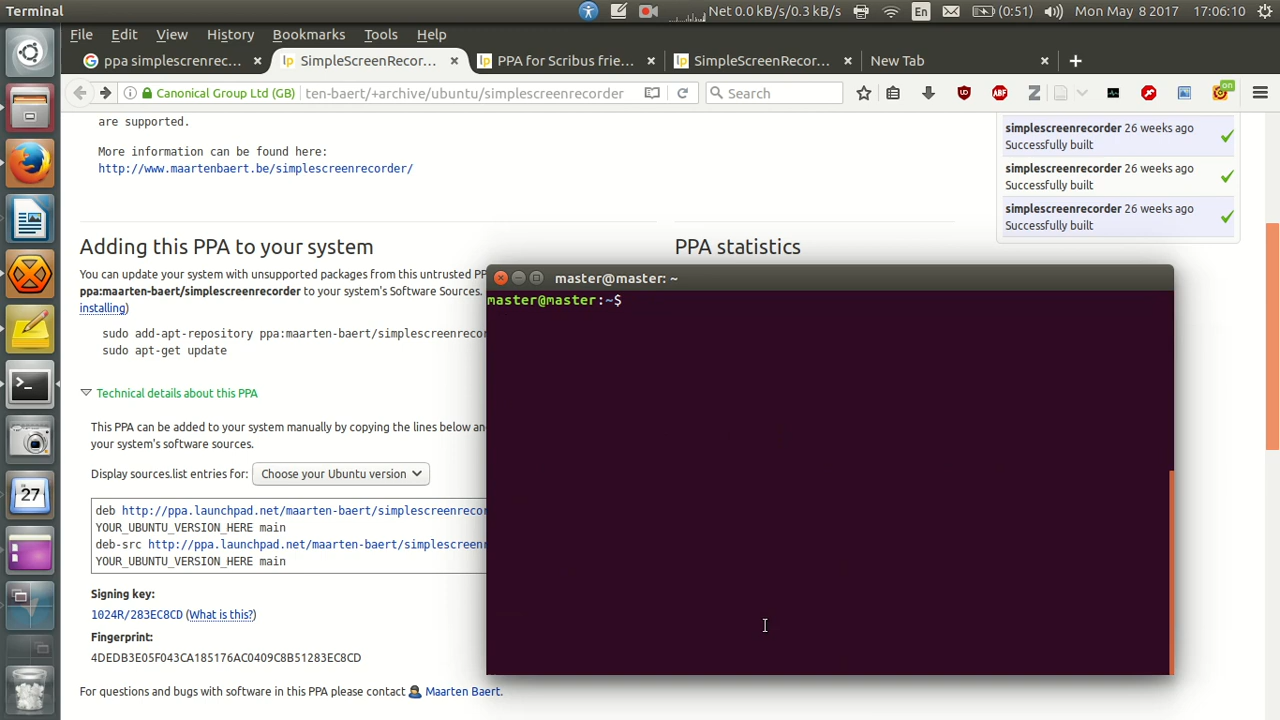 Terminal
Net 0.0 kB/s/0.3 kB/s
En
(0:51)
Mon May 8 2017
17:06:10
File Edit View History Bookmarks Tools Help
ppa simplescrenrec...
SimpleScreenRecor...
PPA for Scribus frie...
SimpleScreenRecor...
New Tab
Canonical Group Ltd (GB)
ten-baert/+archive/ubuntu/simplescreenrecorder
Search
ABP
on
are supported.
More information can be found here:
http://www.maartenbaert.be/simplescreenrecorder/
simplescreenrecorder 26 weeks ago
Successfully built
simplescreenrecorder 26 weeks ago
Successfully built
simplescreenrecorder 26 weeks ago
Successfully built
Adding this PPA to your system
You can update your system with unsupported packages from this untrusted PP
ppa:maarten-baert/simplescreenrecorder to your system's Software Sources.
installing)
sudo add-apt-repository ppa:maarten-baert/simplescreenrecor
sudo apt-get update
Technical details about this PPA
This PPA can be added to your system manually by copying the lines below and
your system's software sources.
Display sources.list entries for: Choose your Ubuntu version
deb http://ppa.launchpad.net/maarten-baert/simplescreenrecor
YOUR_UBUNTU_VERSION_HERE main
deb-src http://ppa.launchpad.net/maarten-baert/simplescreenr
YOUR_UBUNTU_VERSION_HERE main
Signing key:
1024R/283EC8CD (What is this?)
Fingerprint:
4DEDB3E05F043CA185176AC0409C8B51283EC8CD
For questions and bugs with software in this PPA please contact Maarten Baert.
PPA statistics
master@master: ~
master@master:~$
27